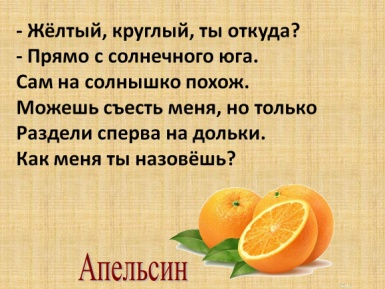 - Жёлтый, круглый, ты откуда?
- Прямо с солнечного юга.
Сам на солнышко похож.
Можешь съесть меня, но только
Раздели сперва на дольки.
Как меня ты назовёшь?
Апельсин